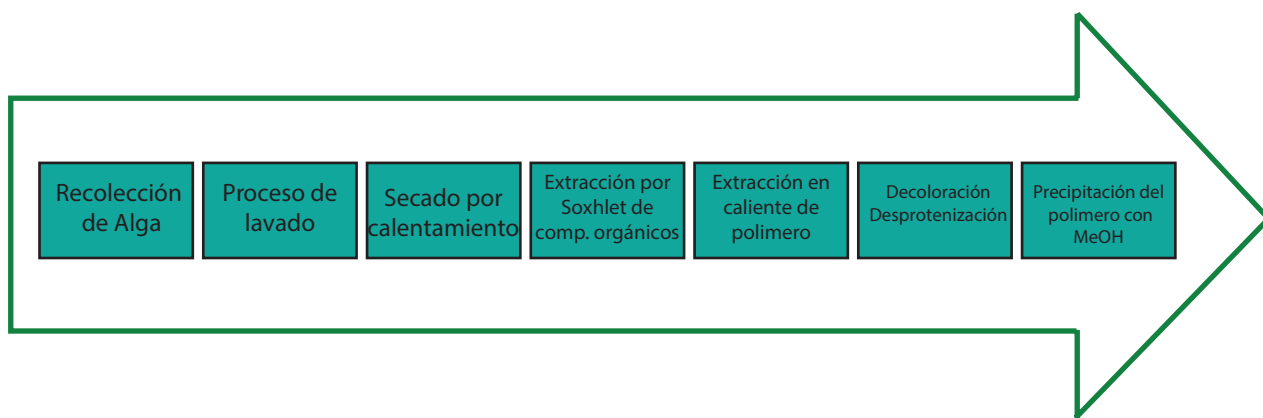 Recolección
de Alga
Proceso de
lavado
Secado por
calentamiento
Extracción por
Soxhlet de
comp. orgánicos
Extracción en
caliente de
polimero
Decoloración
Desprotenización
Precipitación del
polimero con
MeOH